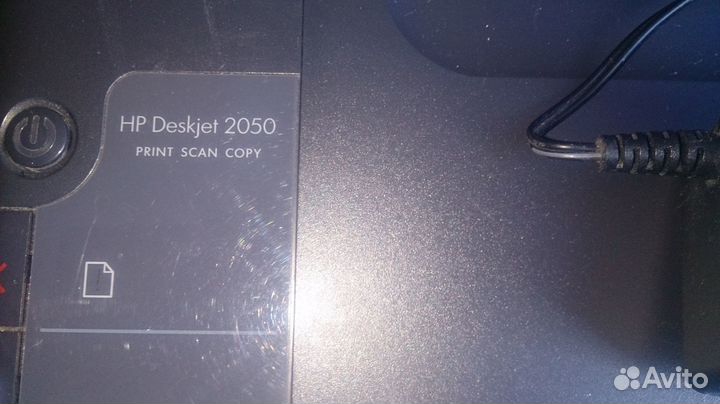 HP Deskjet 2050
PRINT SCAN COPY
Avito